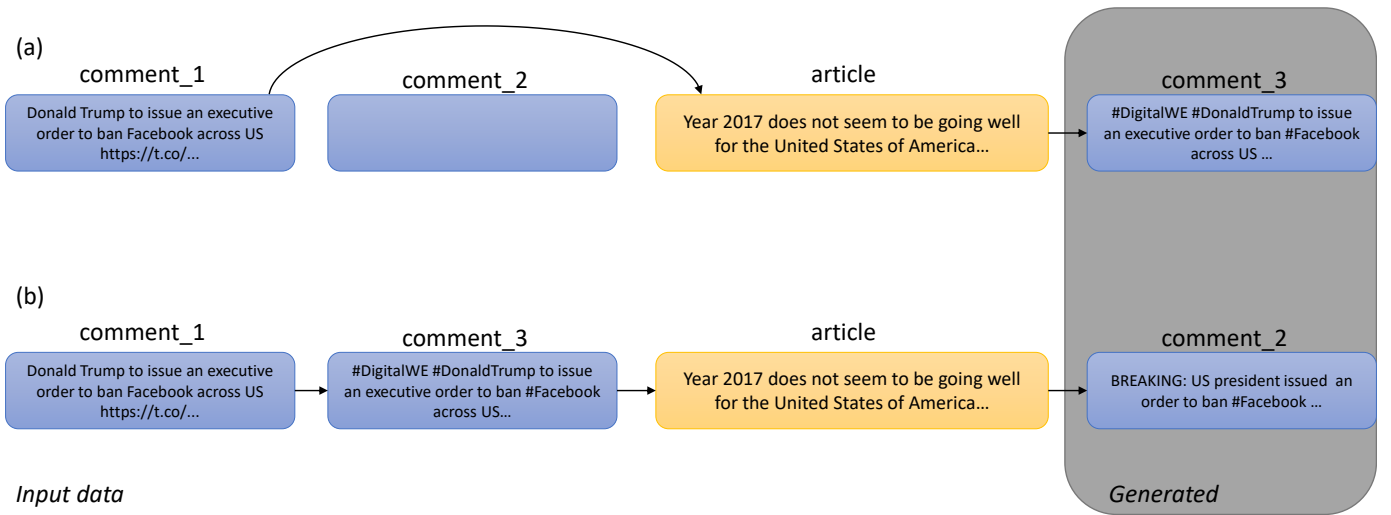 (a)
comment_1
comment_2
article
comment_3
Donald Trump to issue an executive
order to ban Facebook across US
https://t.co/...
Year 2017 does not seem to be going well
for the United States of America…
#DigitalWE #DonaldTrump to issue
an executive order to ban #Facebook
across US …
(b)
comment_1
comment_3
article
comment_2
Donald Trump to issue an executive
order to ban Facebook across US
https://t.co/...
#DigitalWE #DonaldTrump to issue
an executive order to ban #Facebook
across US…
Year 2017 does not seem to be going well
for the United States of America…
BREAKING: US president issued  an
order to ban #Facebook …
Input data
Generated